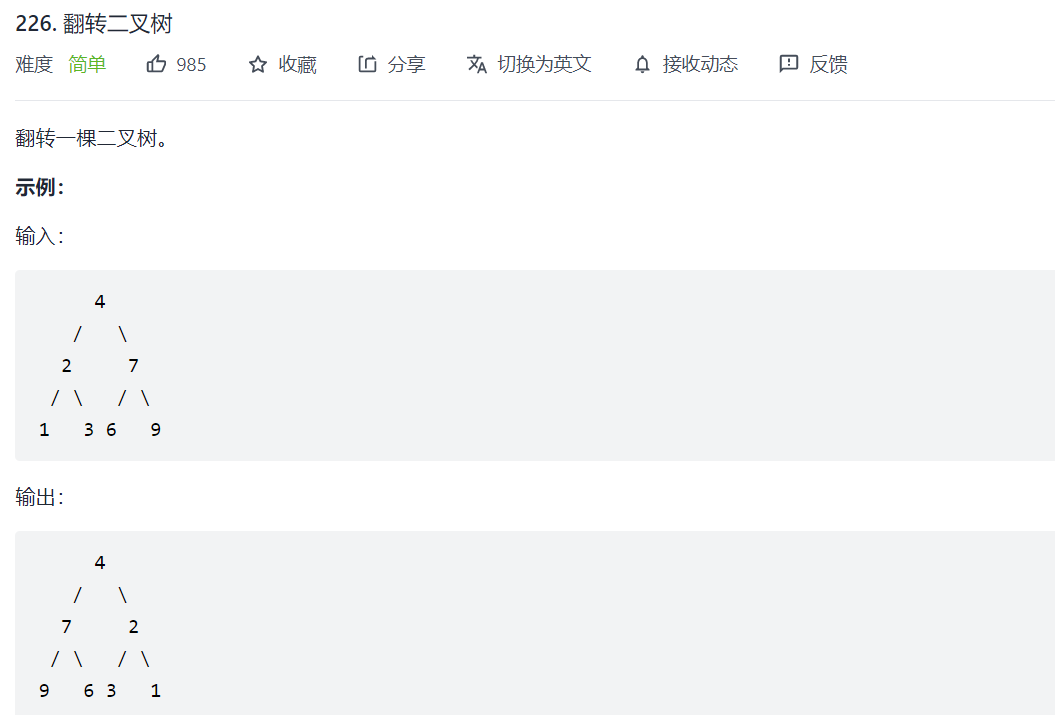 226. 翻转二叉树
难度 简单 985 收藏 分享 切换为英文 接收动态 反馈
翻转一棵二叉树。
示例：
输入：
4
/ \
2 7
/ \ / \
1 3 6 9
输出：
4
/ \
7 2
/ \ / \
9 6 3 1